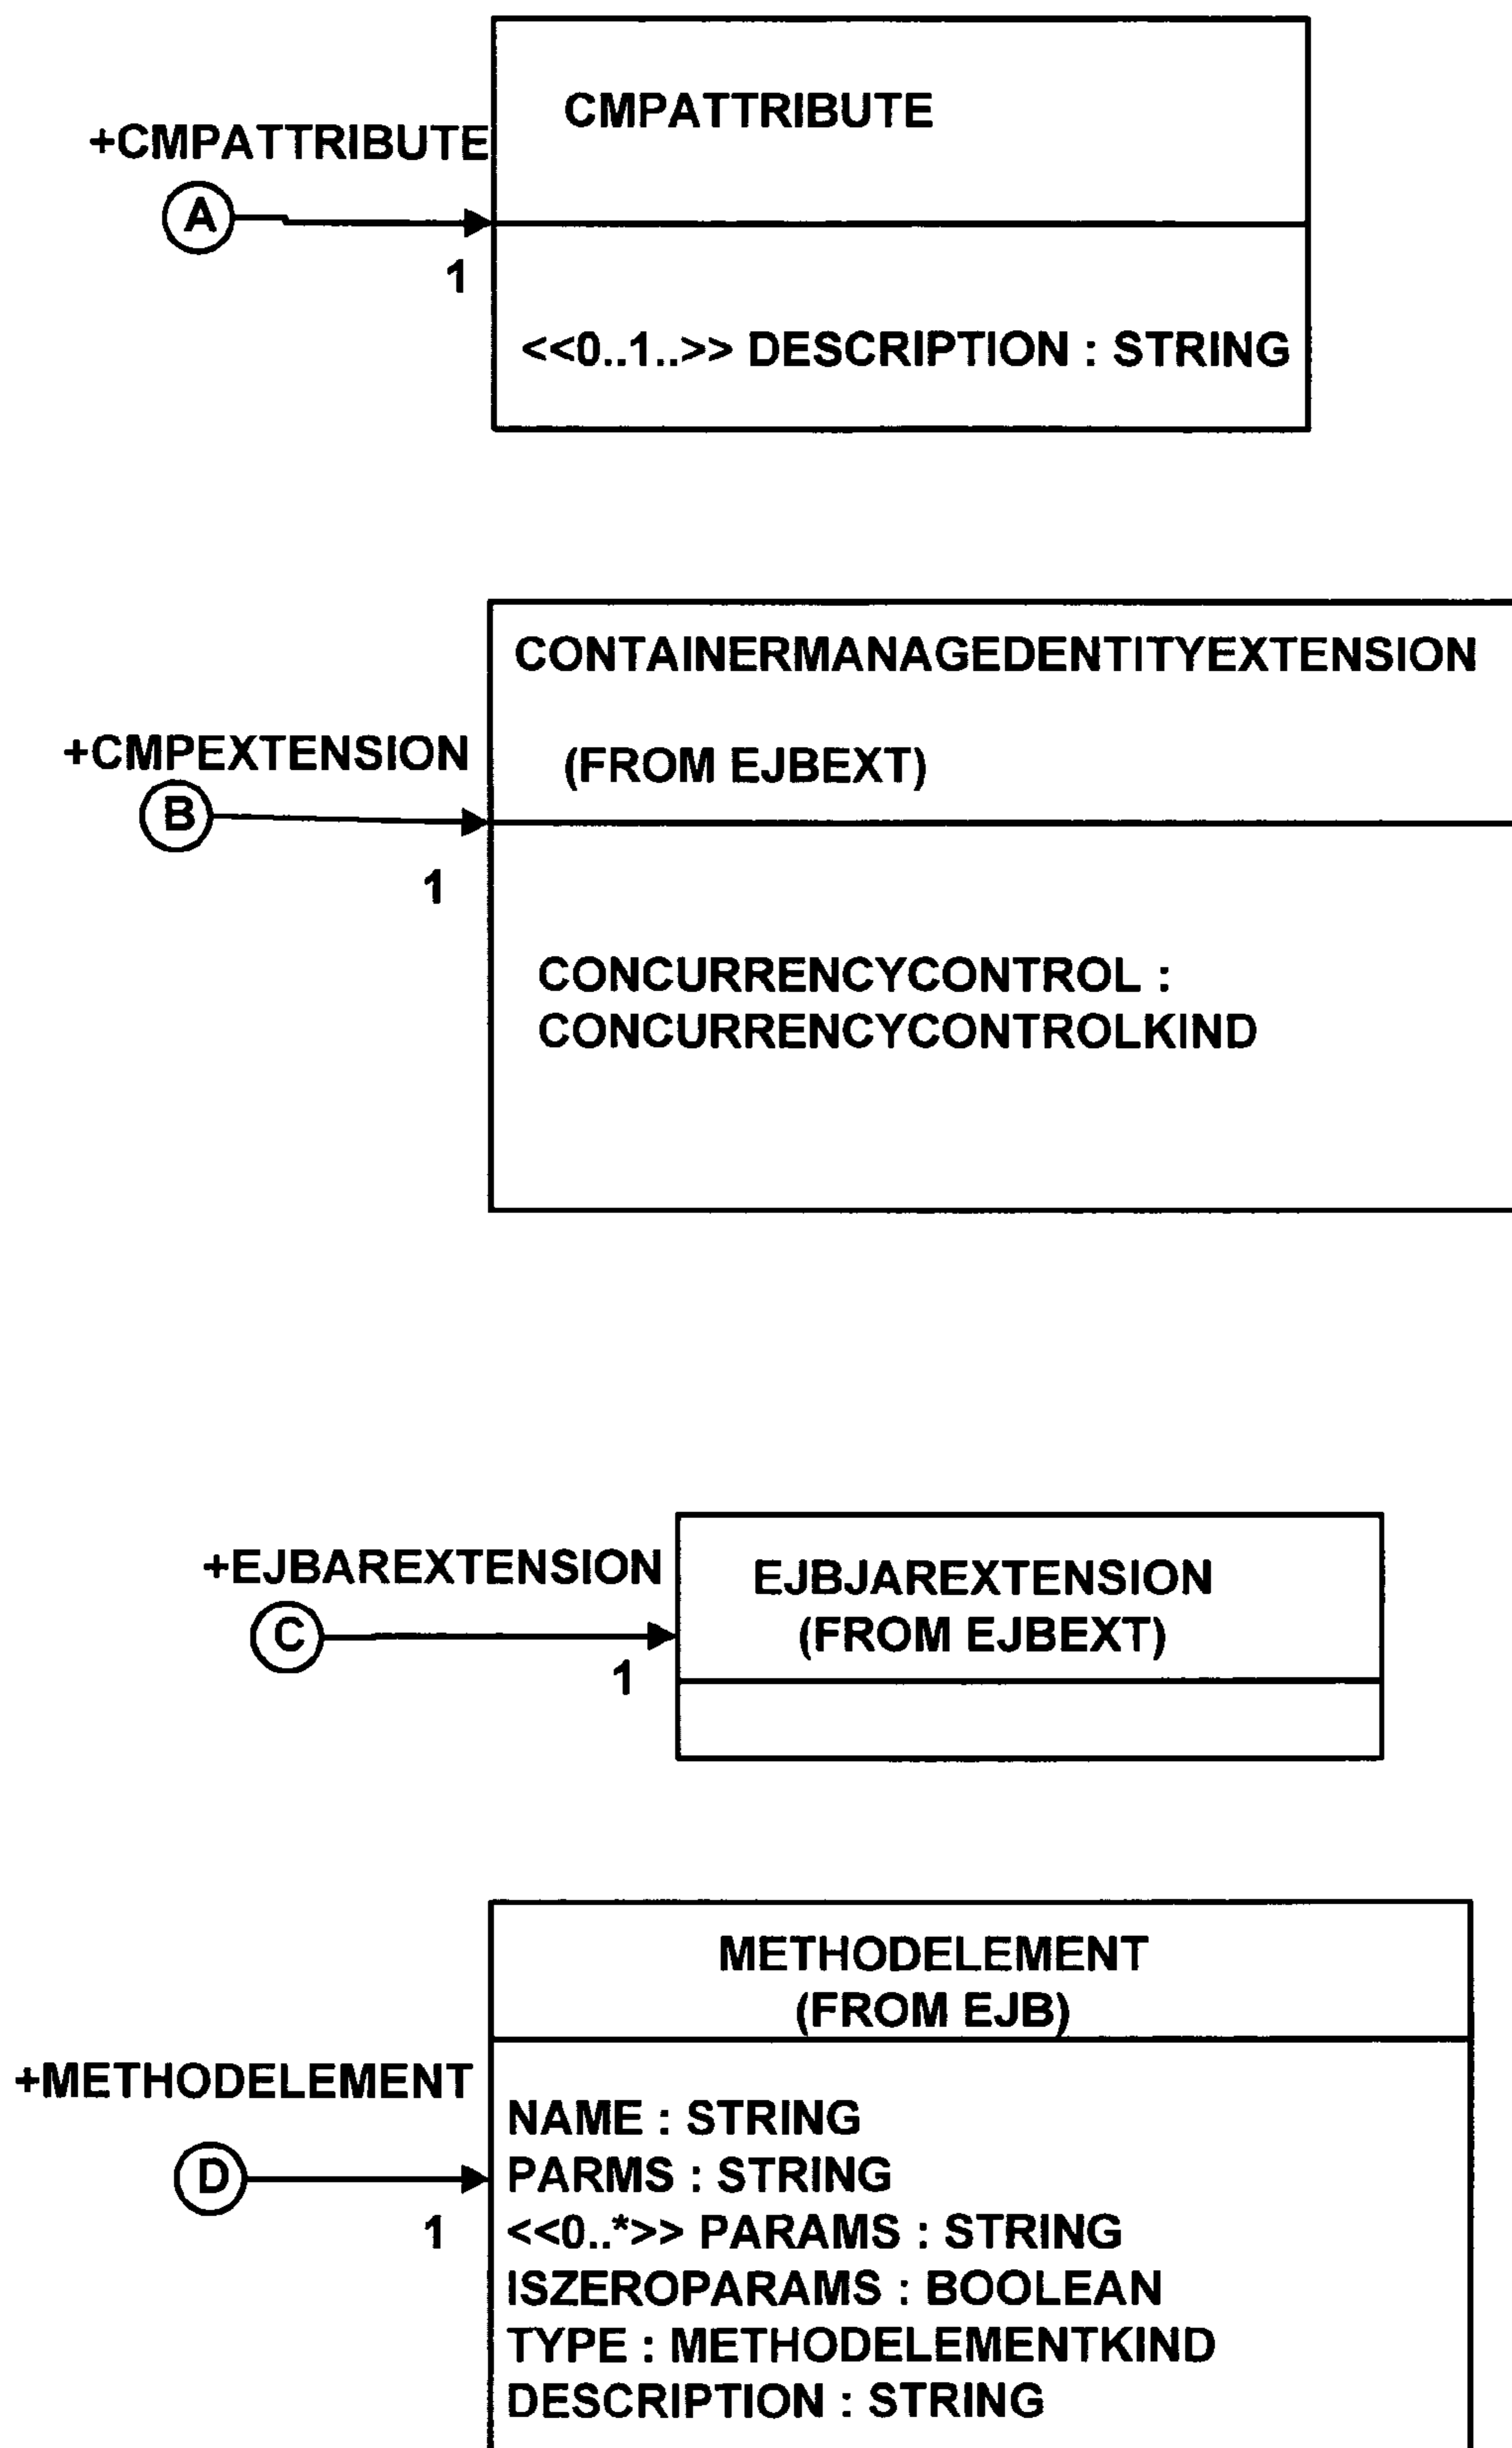 CMPATTRIBUTE
+CMPATTRIBUTE
A
1
<<0..1..>> DESCRIPTION : STRING
CONTAINERMANAGEDENTITYEXTENSION
+CMPEXTENSION
(FROM EJBEXT)
B
1
CONCURRENCYCONTROL :
CONCURRENCYCONTROLKIND
+EJBAREXTENSION
EJBJAREXTENSION
(FROM EJBEXT)
C
1
METHODELEMENT
(FROM EJB)
+METHODELEMENT
NAME : STRING
D
PARMS : STRING
1
<<0..*>> PARAMS : STRING
ISZEROPARAMS : BOOLEAN
TYPE : METHODELEMENTKIND
DESCRIPTION : STRING